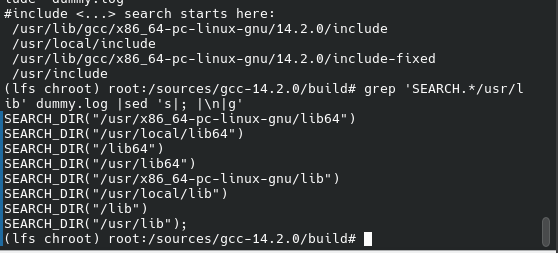 #include <...> search starts here:
 /usr/lib/gcc/x86_64-pc-linux-gnu/14.2.0/include
 /usr/local/include
 /usr/lib/gcc/x86_64-pc-linux-gnu/14.2.0/include-fixed
 /usr/include
(lfs chroot) root:/sources/gcc-14.2.0/build# grep 'SEARCH.*/usr/l
ib' dummy.log |sed 's|; |\n|g'
SEARCH_DIR("/usr/x86_64-pc-linux-gnu/lib64")
SEARCH_DIR("/usr/local/lib64")
SEARCH_DIR("/lib64")
SEARCH_DIR("/usr/lib64")
SEARCH_DIR("/usr/x86_64-pc-linux-gnu/lib")
SEARCH_DIR("/usr/local/lib")
SEARCH_DIR("/lib")
SEARCH_DIR("/usr/lib");
(lfs chroot) root:/sources/gcc-14.2.0/build#